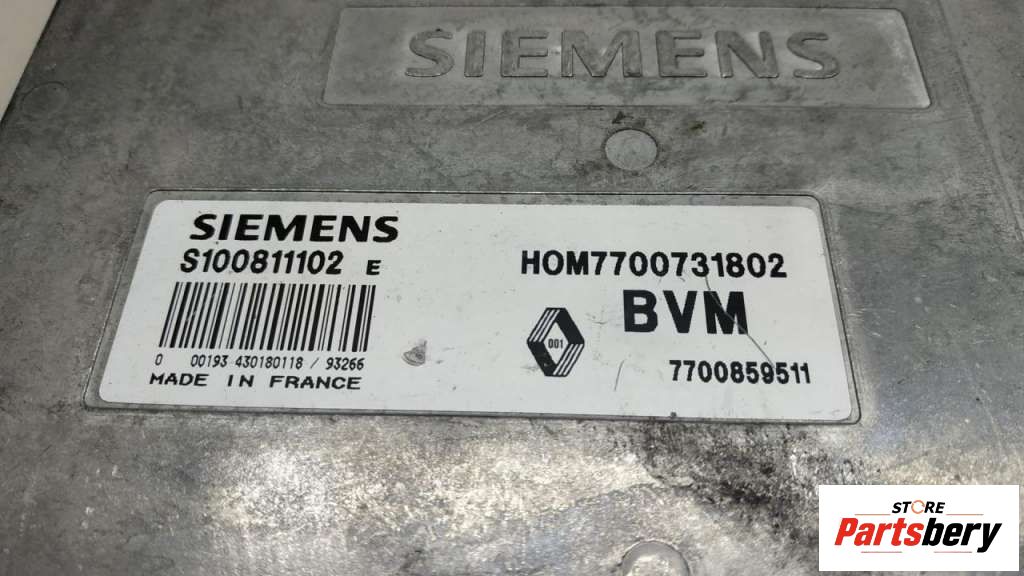 SIEMENS
SIEMENS
S100811102 E
0 00193 430180118 / 93266
MADE IN FRANCE
HOM7700731802
BVM
001
7700859511
STORE
Partsbery